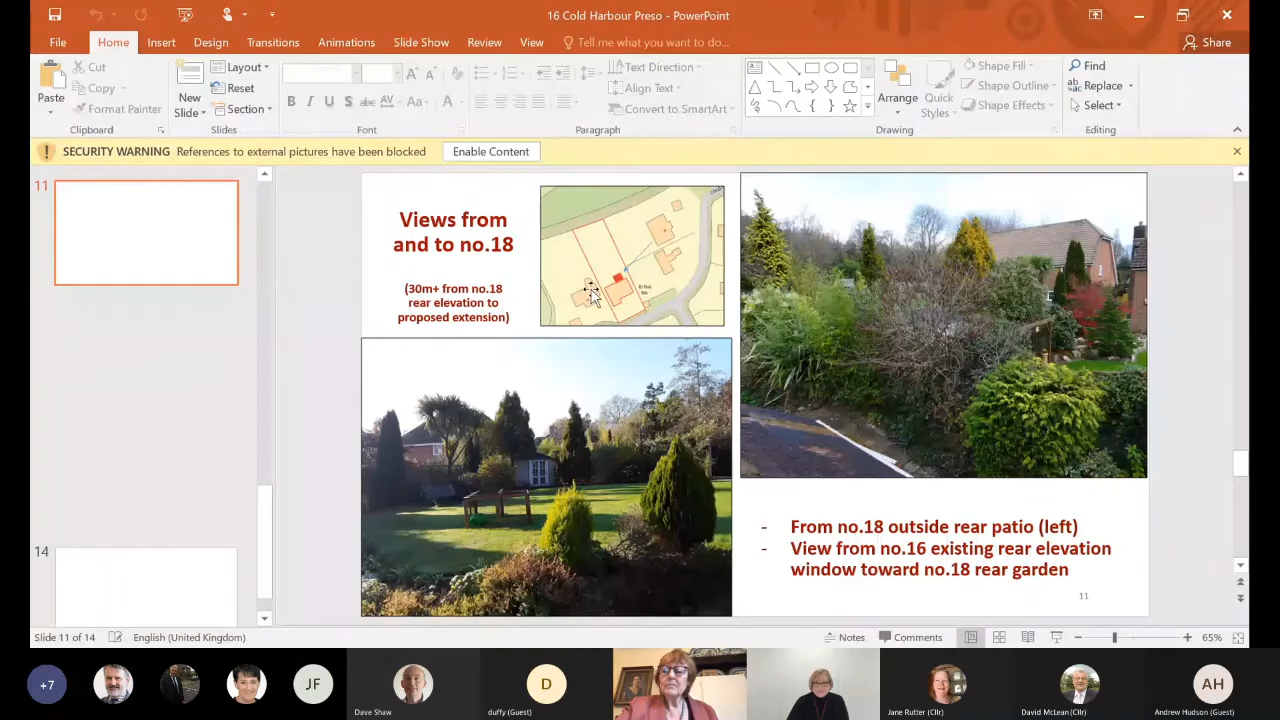 16 Cold Harbour Preso - PowerPoint
File Home Insert Design Transitions Animations Slide Show Review View Tell me what you want to do... Share
Paste
Cut
Copy
Format Painter
Clipboard
New Slide
Layout
Reset
Section
Slides
B I U S abc AV Aa A
Font
Text Direction
Align Text
Convert to SmartArt
Paragraph
Arrange
Quick Styles
Shape Fill
Shape Outline
Shape Effects
Drawing
Find
Replace
Select
Editing
SECURITY WARNING References to external pictures have been blocked Enable Content
11
14
Views from
and to no.18
(30m+ from no.18
rear elevation to
proposed extension)
COLD
El Sub
Sta
- From no.18 outside rear patio (left)
- View from no.16 existing rear elevation
window toward no.18 rear garden
11
Slide 11 of 14 English (United Kingdom) Notes Comments 65%
+7
JF
Dave Shaw
D
duffy (Guest)
Jane Rutter (Cllr)
David McLean (Cllr)
AH
Andrew Hudson (Guest)